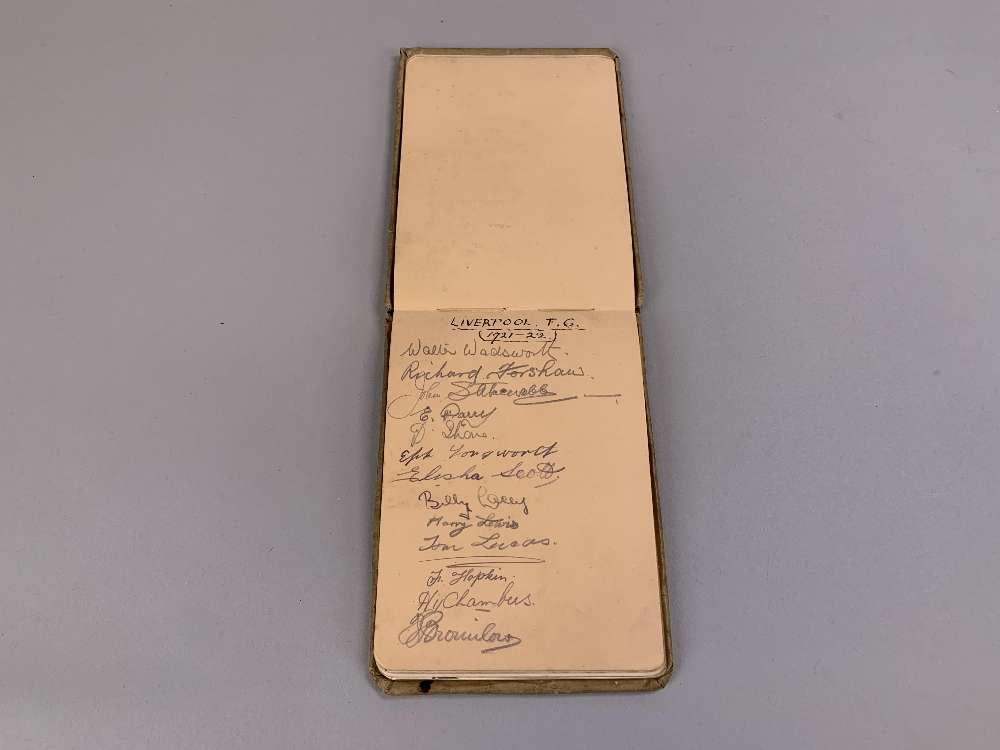 LIVERPOOL. F.C.
(1921-22)
Walter Wadsworth.
Richard Forshaw.
John
E. Parry
D. Shone.
Eph Longworth
Elisha Scott.
Billy Lacey
Harry Lewis
Tom Lucas.
F. Hopkin.
Hy Chambers.